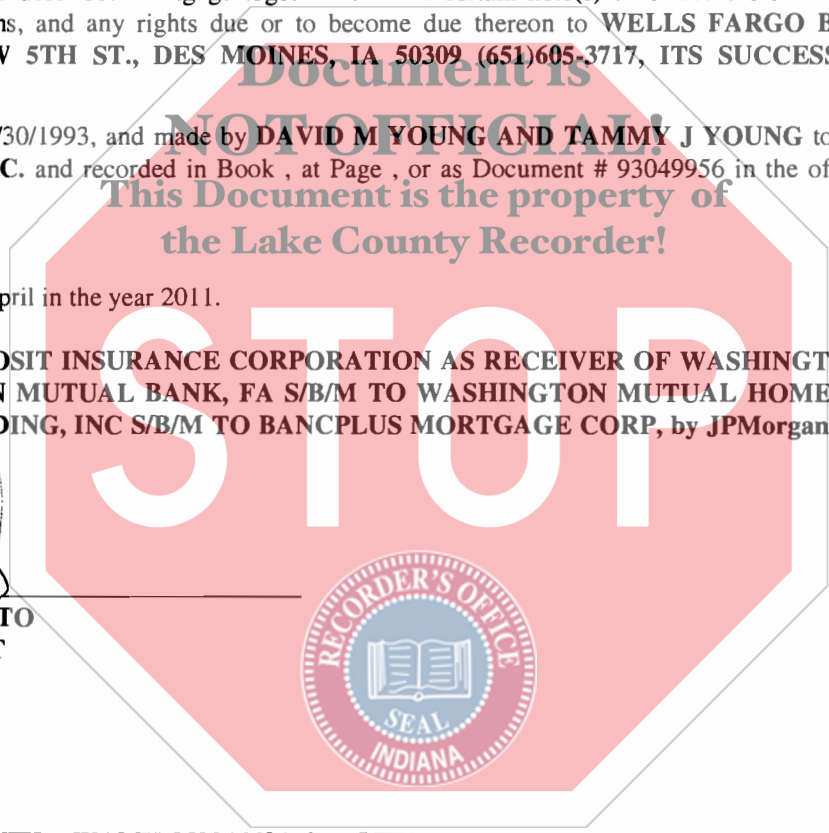 ns, and any rights due or to become due thereon to WELLS FARGO B
W 5TH ST., DES MOINES, IA 50309 (651)605-3717, ITS SUCCESS
Document is
/30/1993, and made by DAVID M YOUNG AND TAMMY J YOUNG to
NOT OFFICIAL!
C. and recorded in Book , at Page , or as Document # 93049956 in the of
This Document is the property of
the Lake County Recorder!
pril in the year 2011.
STOP
OSIT INSURANCE CORPORATION AS RECEIVER OF WASHINGT
N MUTUAL BANK, FA S/B/M TO WASHINGTON MUTUAL HOME
DING, INC S/B/M TO BANCPLUS MORTGAGE CORP, by JPMorgan
TO
T
RECORDER'S OFFICE
SEAL
INDIANA